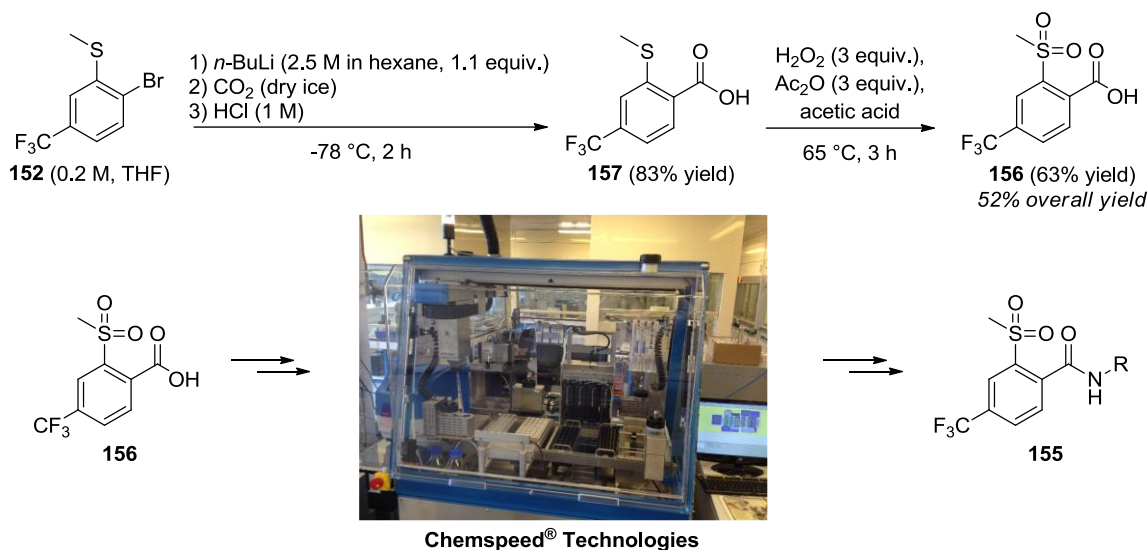 S
Br
F3C
152 (0.2 M, THF)
1) n-BuLi (2.5 M in hexane, 1.1 equiv.)
2) CO2 (dry ice)
3) HCl (1 M)
-78 °C, 2 h
S
O
OH
F3C
157 (83% yield)
H2O2 (3 equiv.),
Ac2O (3 equiv.),
acetic acid
65 °C, 3 h
O
S
O
O
OH
F3C
156 (63% yield)
52% overall yield
O
S
O
O
OH
CF3
156
Chemspeed® Technologies
O
S
O
O
N
H
R
F3C
155